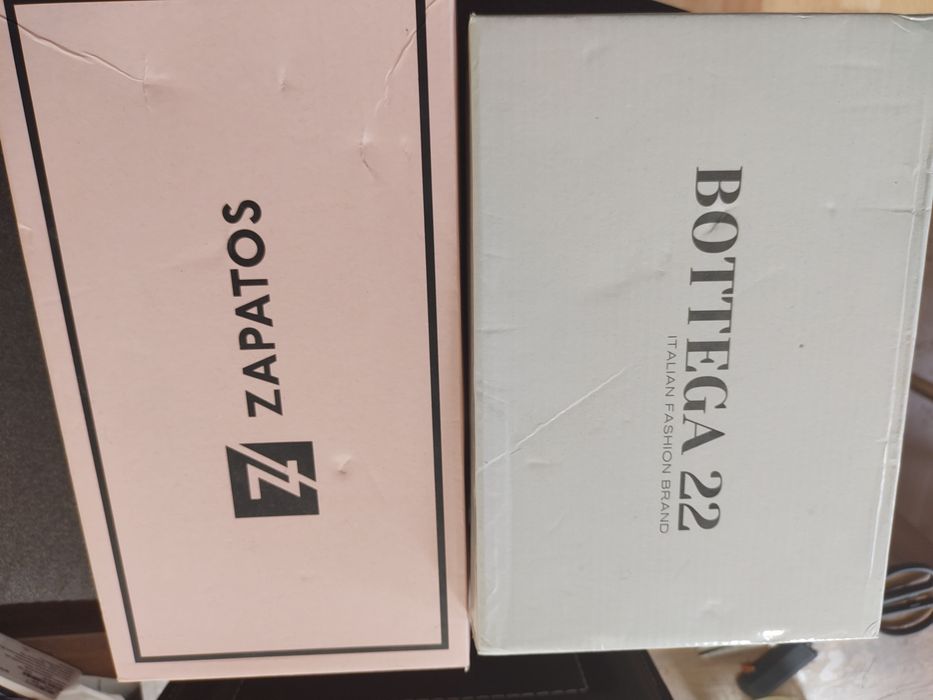 ZAPATOS
BOTTEGA 22
ITALIAN FASHION BRAND